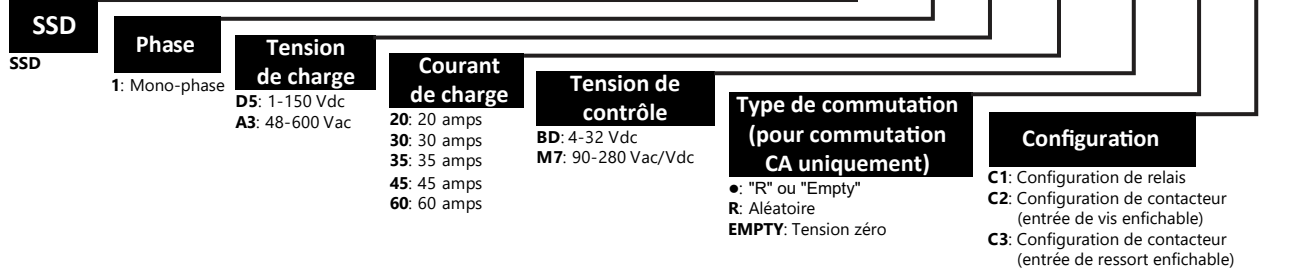 SSD
SSD
Phase
1: Mono-phase
Tension
de charge
D5: 1-150 Vdc
A3: 48-600 Vac
Courant
de charge
20: 20 amps
30: 30 amps
35: 35 amps
45: 45 amps
60: 60 amps
Tension de
contrôle
BD: 4-32 Vdc
M7: 90-280 Vac/Vdc
Type de commutation
(pour commutation
CA uniquement)
●: "R" ou "Empty"
R: Aléatoire
EMPTY: Tension zéro
Configuration
C1: Configuration de relais
C2: Configuration de contacteur
(entrée de vis enfichable)
C3: Configuration de contacteur
(entrée de ressort enfichable)